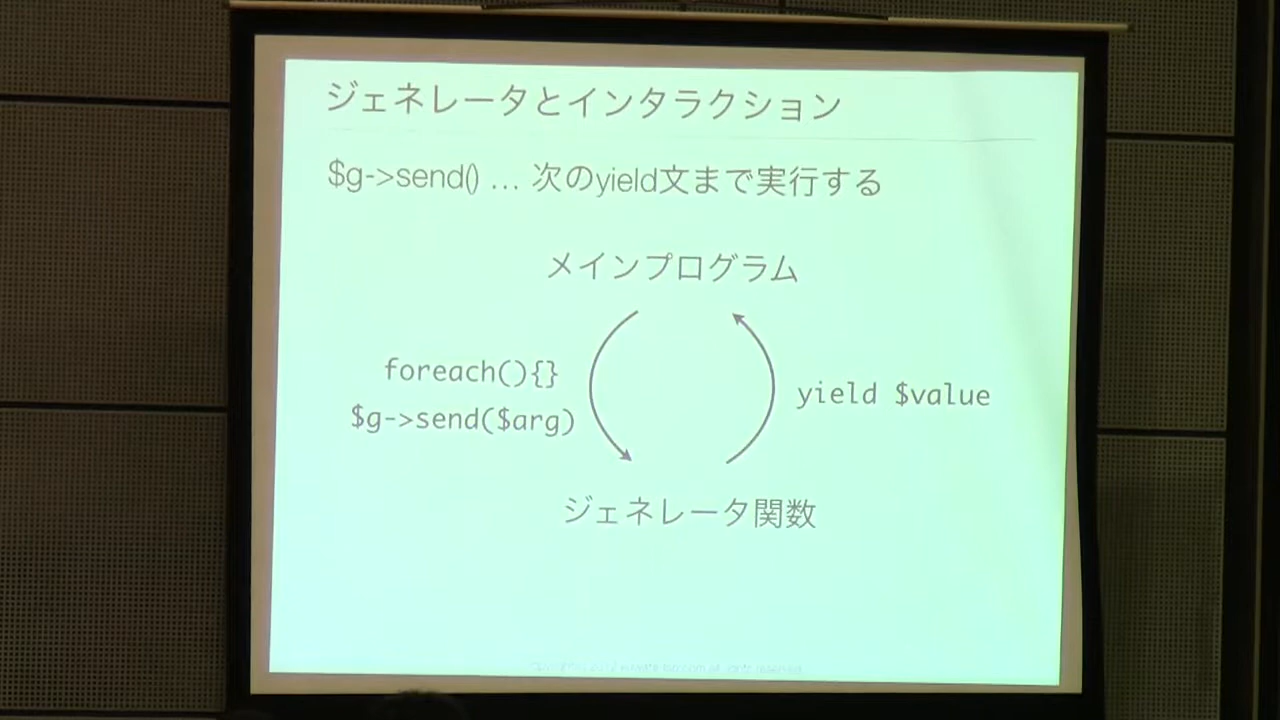 ジェネレータとインタラクション
$g->send() … 次のyield文まで実行する
メインプログラム
foreach(){}
$g->send($arg)
yield $value
ジェネレータ関数